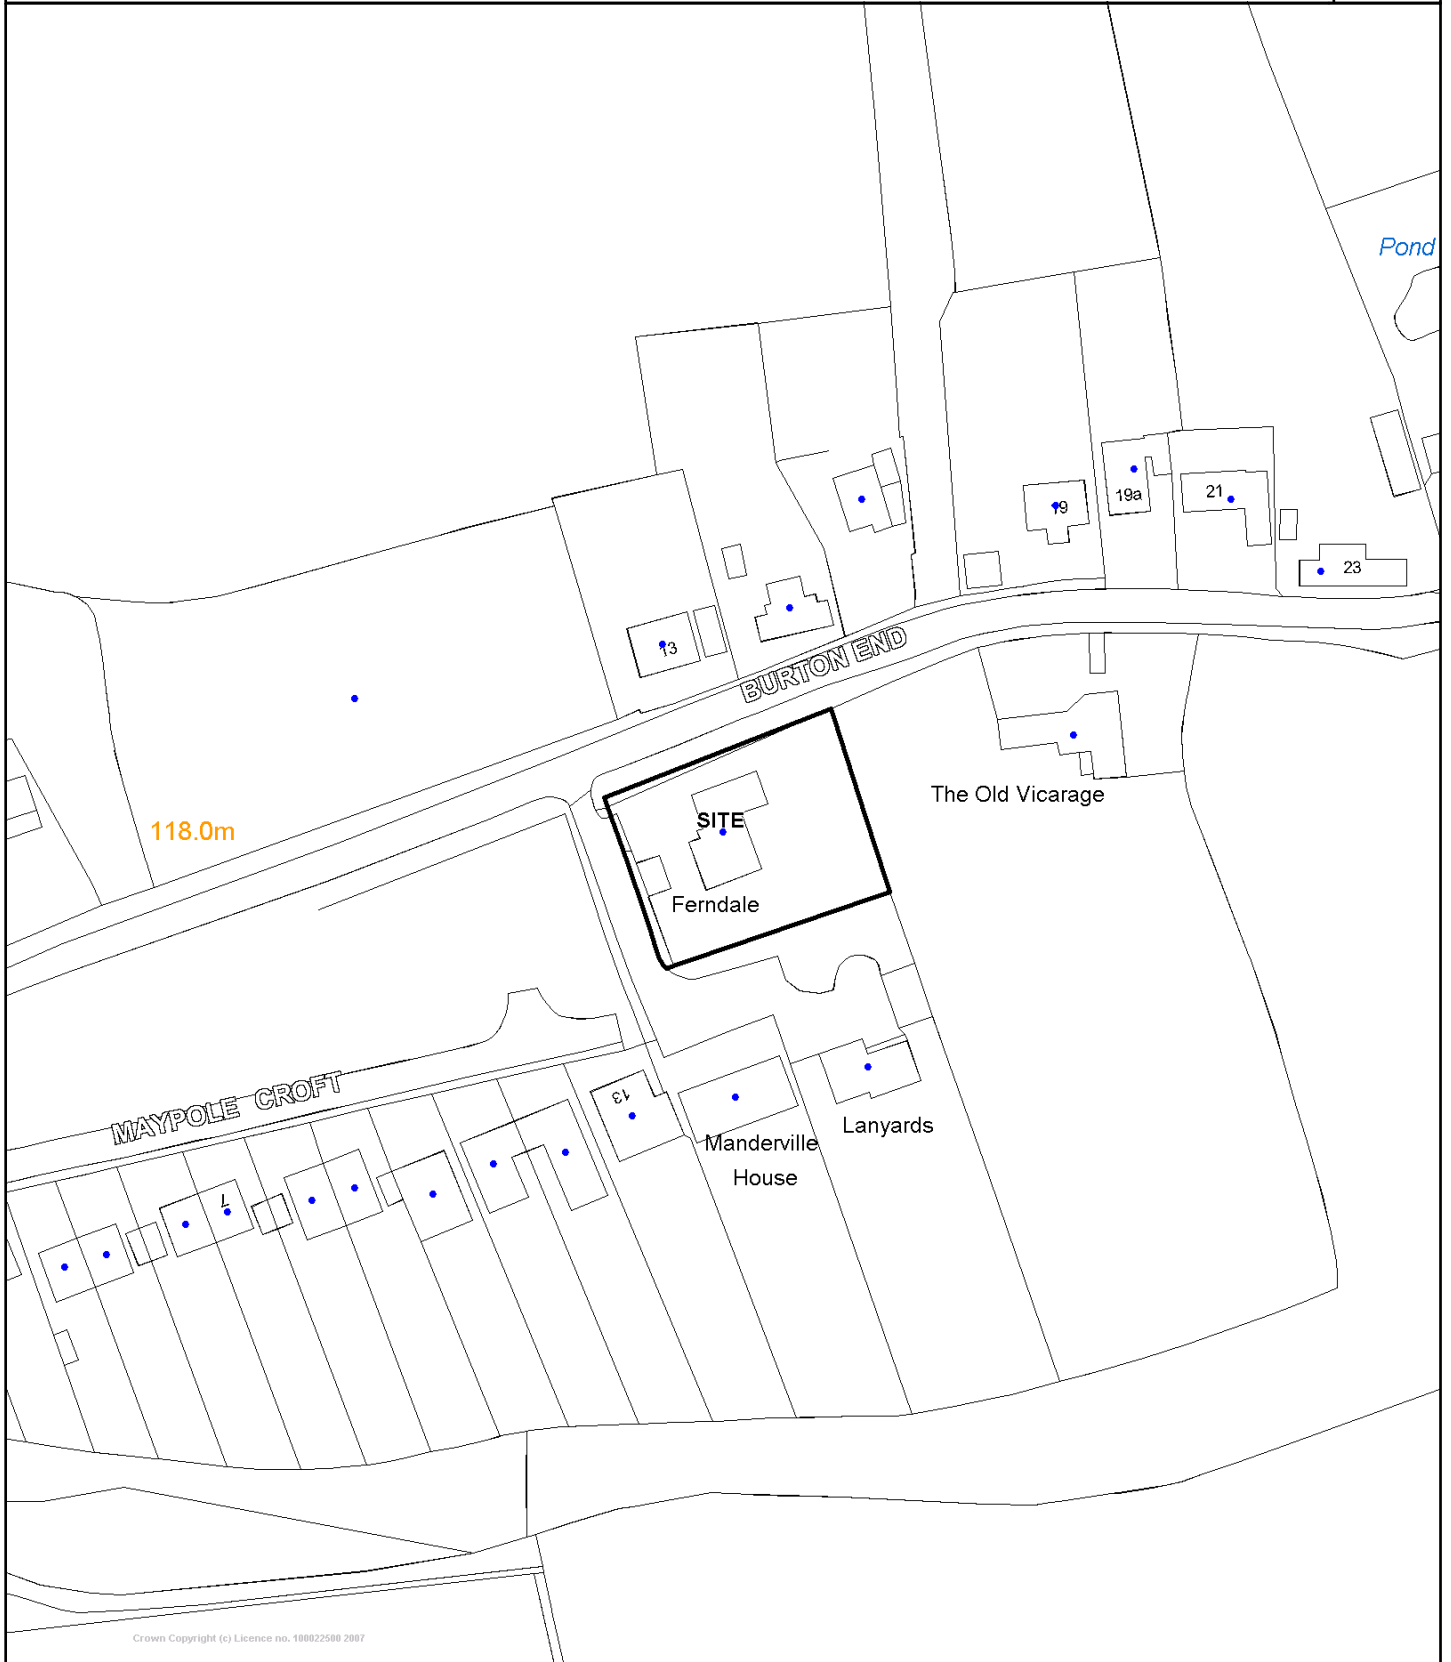 Pond
19
19a
21
23
13
BURTON END
The Old Vicarage
118.0m
SITE
Ferndale
MAYPOLE CROFT
13
Lanyards
Manderville
House
7
Crown Copyright (c) Licence no. 100022500 2007